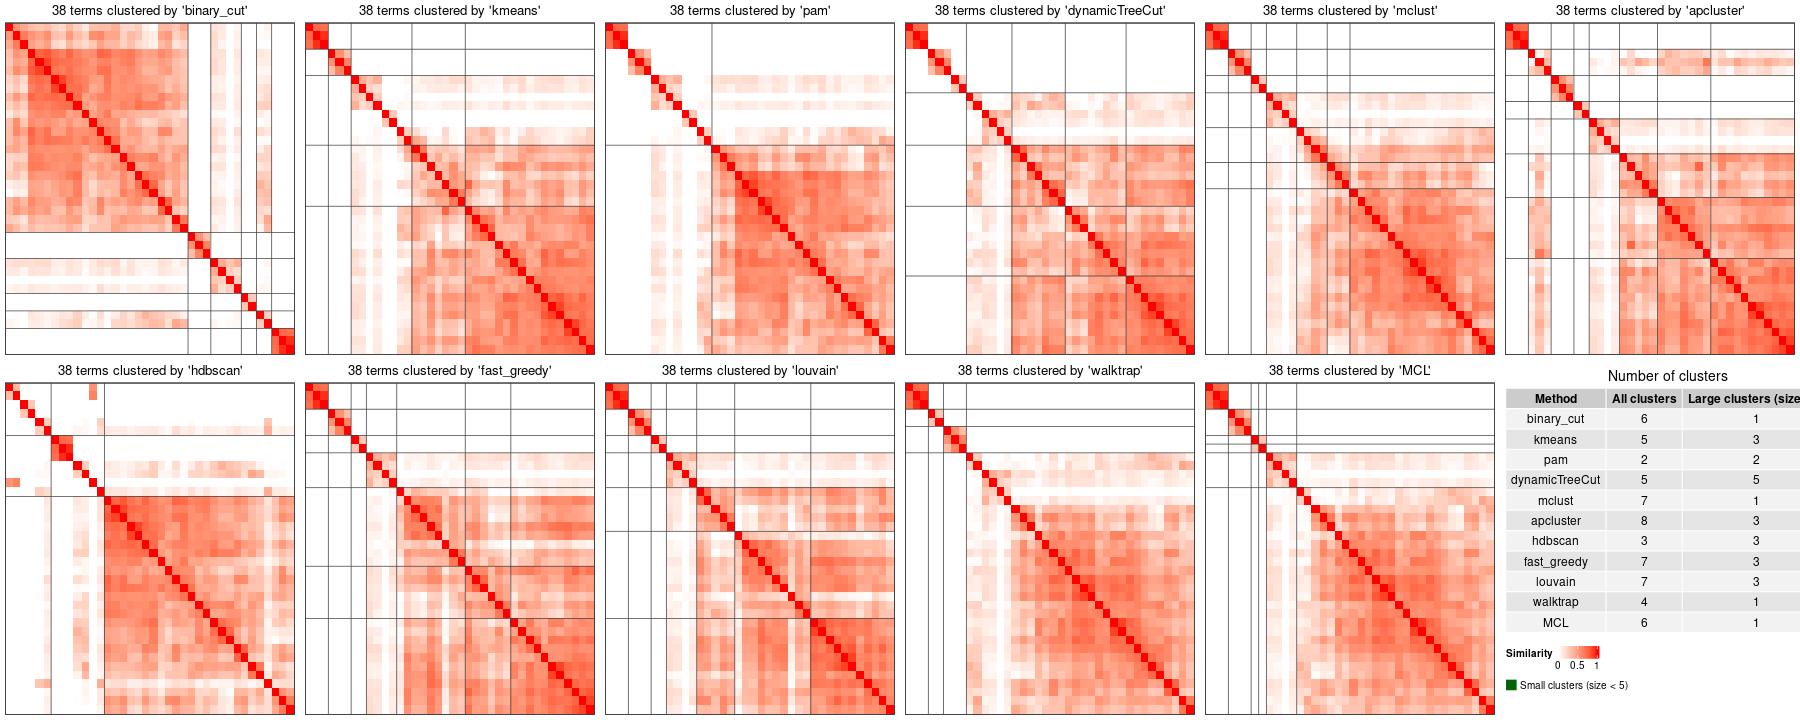 38 terms clustered by 'binary_cut'
38 terms clustered by 'kmeans'
38 terms clustered by 'pam'
38 terms clustered by 'dynamicTreeCut'
38 terms clustered by 'mclust'
38 terms clustered by 'apcluster'
38 terms clustered by 'hdbscan'
38 terms clustered by 'fast_greedy'
38 terms clustered by 'louvain'
38 terms clustered by 'walktrap'
38 terms clustered by 'MCL'
Number of clusters
Method All clusters Large clusters (size
binary_cut 6 1
kmeans 5 3
pam 2 2
dynamicTreeCut 5 5
mclust 7 1
apcluster 8 3
hdbscan 3 3
fast_greedy 7 3
louvain 7 3
walktrap 4 1
MCL 6 1
Similarity
0 0.5 1
Small clusters (size < 5)